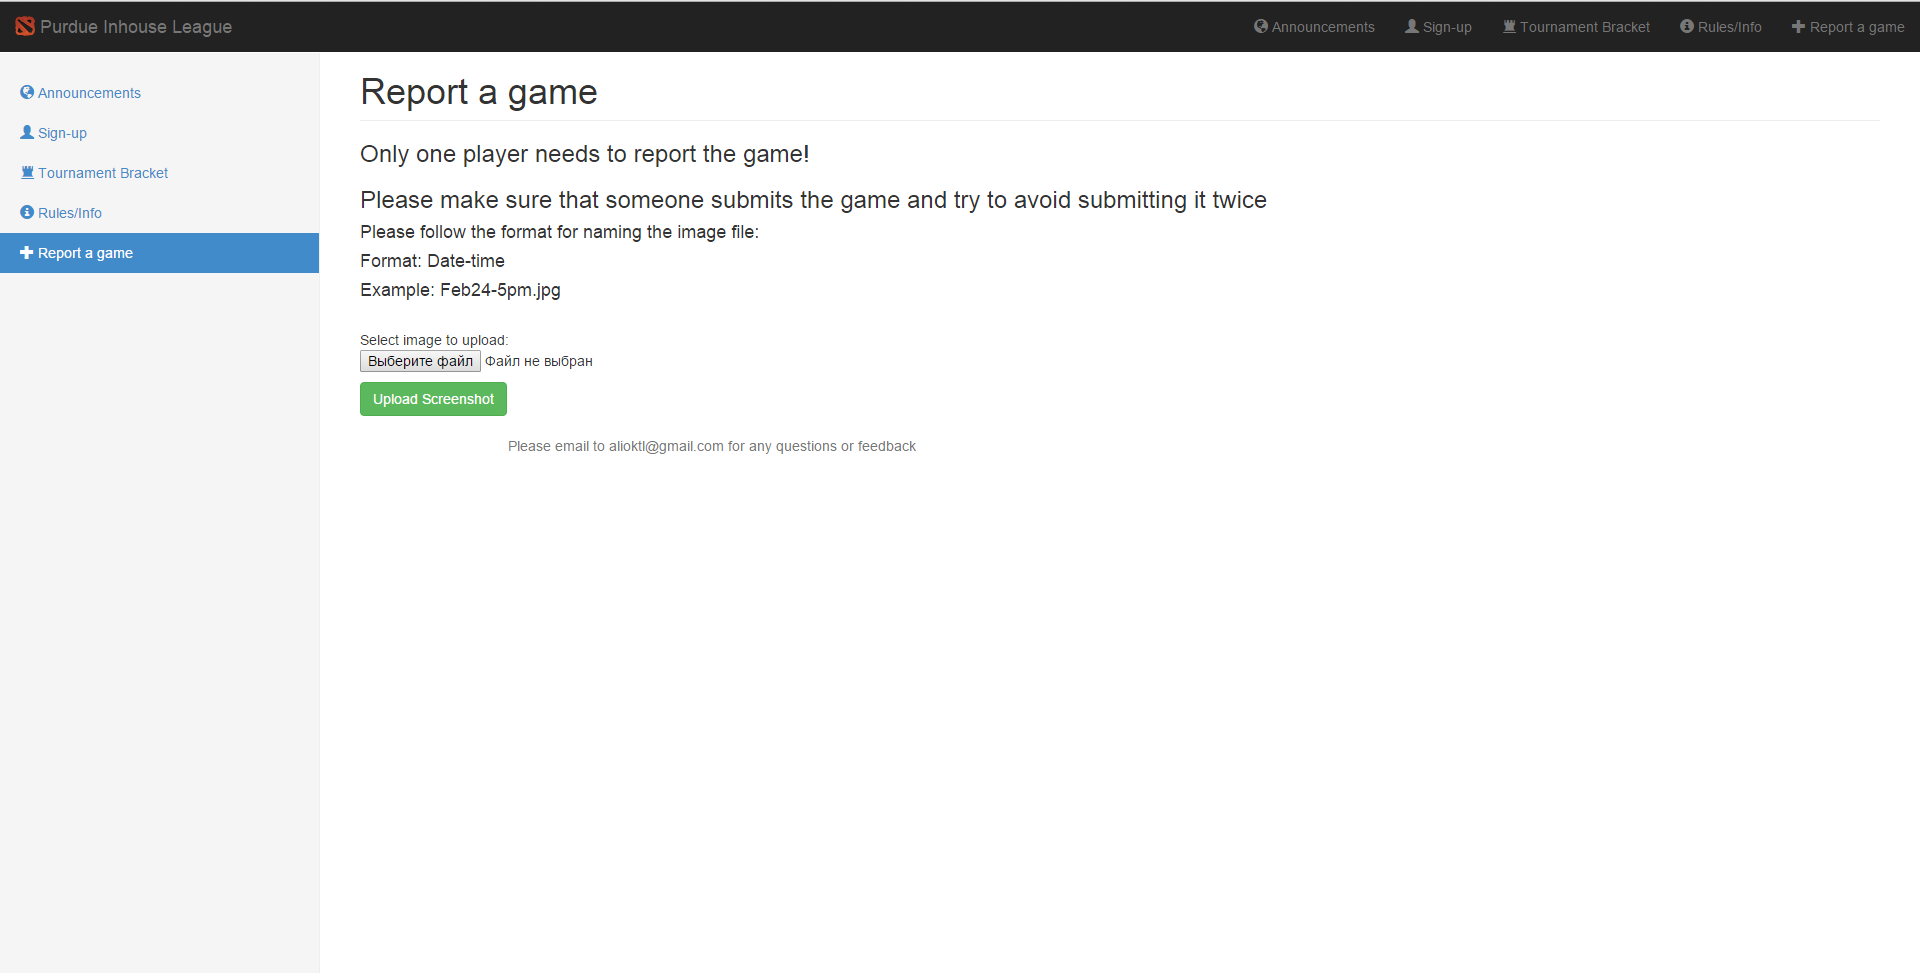 Purdue Inhouse League
Announcements
Sign-up
Tournament Bracket
Rules/Info
Report a game
Announcements
Sign-up
Tournament Bracket
Rules/Info
Report a game
Report a game
Only one player needs to report the game!
Please make sure that someone submits the game and try to avoid submitting it twice
Please follow the format for naming the image file:
Format: Date-time
Example: Feb24-5pm.jpg
Select image to upload:
Выберите файл Файл не выбран
Upload Screenshot
Please email to alioktl@gmail.com for any questions or feedback